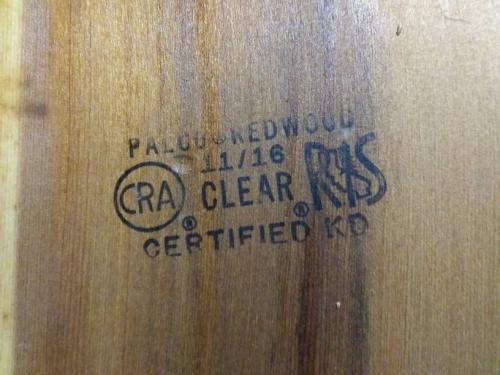 PALCO® REDWOOD
11/16
CRA® CLEAR® RIS
CERTIFIED KD